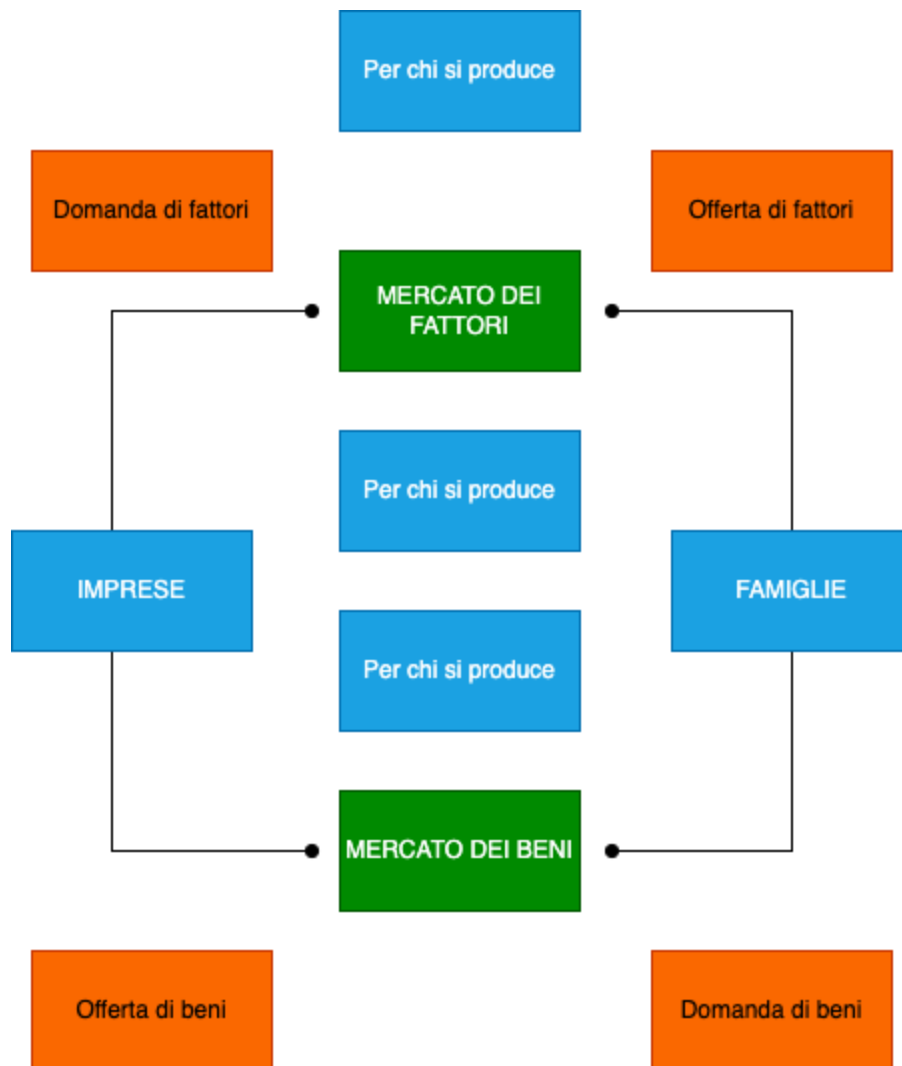 Per chi si produce
Domanda di fattori
Offerta di fattori
MERCATO DEI
FATTORI
Per chi si produce
IMPRESE
FAMIGLIE
Per chi si produce
MERCATO DEI BENI
Offerta di beni
Domanda di beni